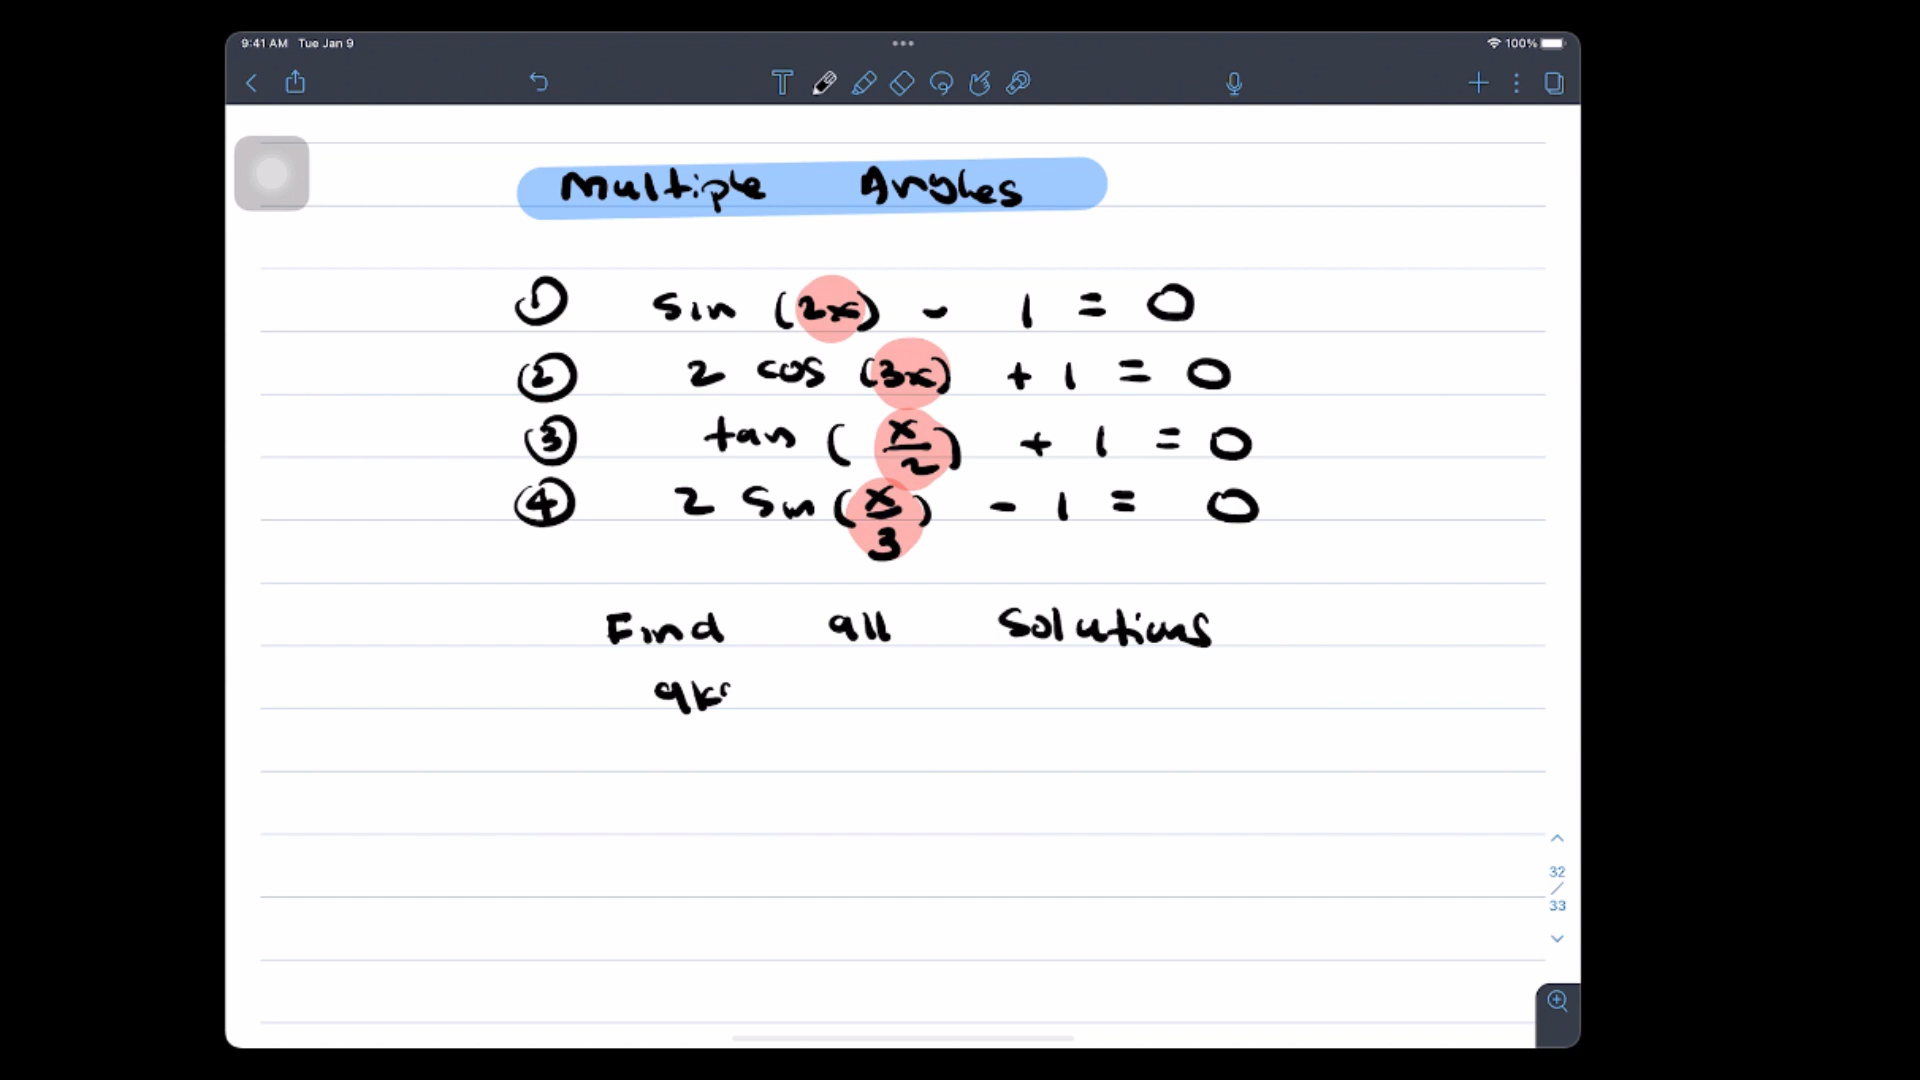 9:41 AM Tue Jan 9
100%
Multiple Angles
① sin (2x) - 1 = 0
② 2 cos (3x) + 1 = 0
③ tan (x/2) + 1 = 0
④ 2 Sin (x/3) - 1 = 0
Find all Solutions
32
/
33